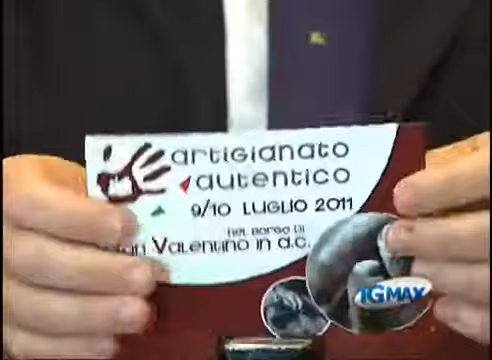 artigianato
autentico
9/10 LUGLIO 2011
nel borgo di
San Valentino in a.c.
IGMAX